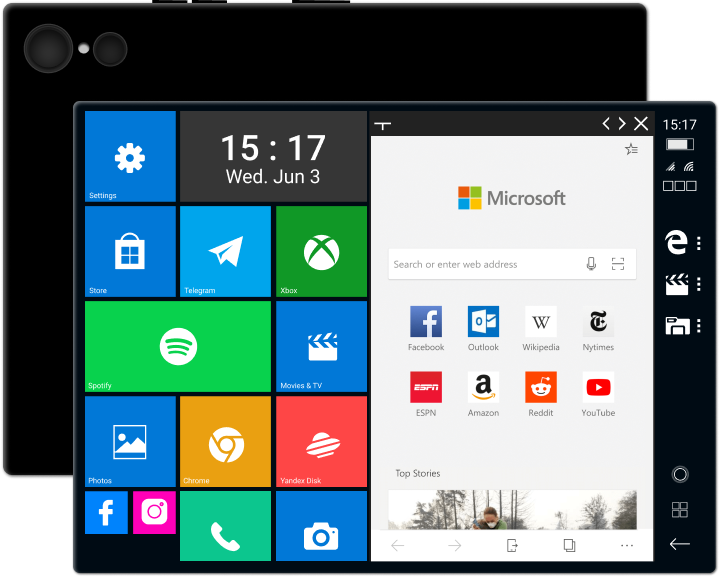 15:17
Settings
15 : 17
Wed. Jun 3
Store
Telegram
Xbox
Spotify
Movies & TV
Photos
Chrome
Yandex Disk
Microsoft
Search or enter web address
Facebook
Outlook
Wikipedia
Nytimes
W
ESPN
ESPN
Amazon
Reddit
YouTube
Top Stories